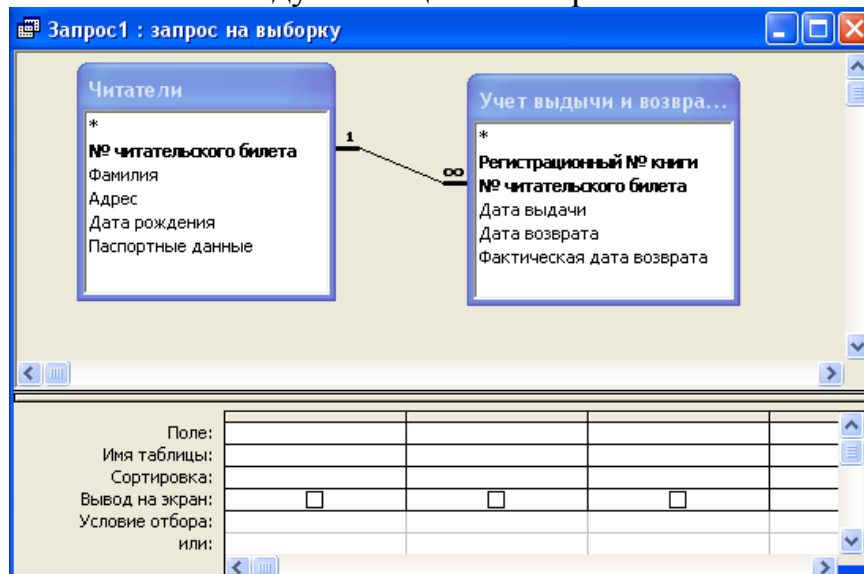 Запрос1 : запрос на выборку
Читатели
*
№ читательского билета
Фамилия
Адрес
Дата рождения
Паспортные данные
1
∞
Учет выдычи и возвра...
*
Регистрационный № книги
№ читательского билета
Дата выдачи
Дата возврата
Фактическая дата возврата
Поле:
Имя таблицы:
Сортировка:
Вывод на экран:
Условие отбора:
или: